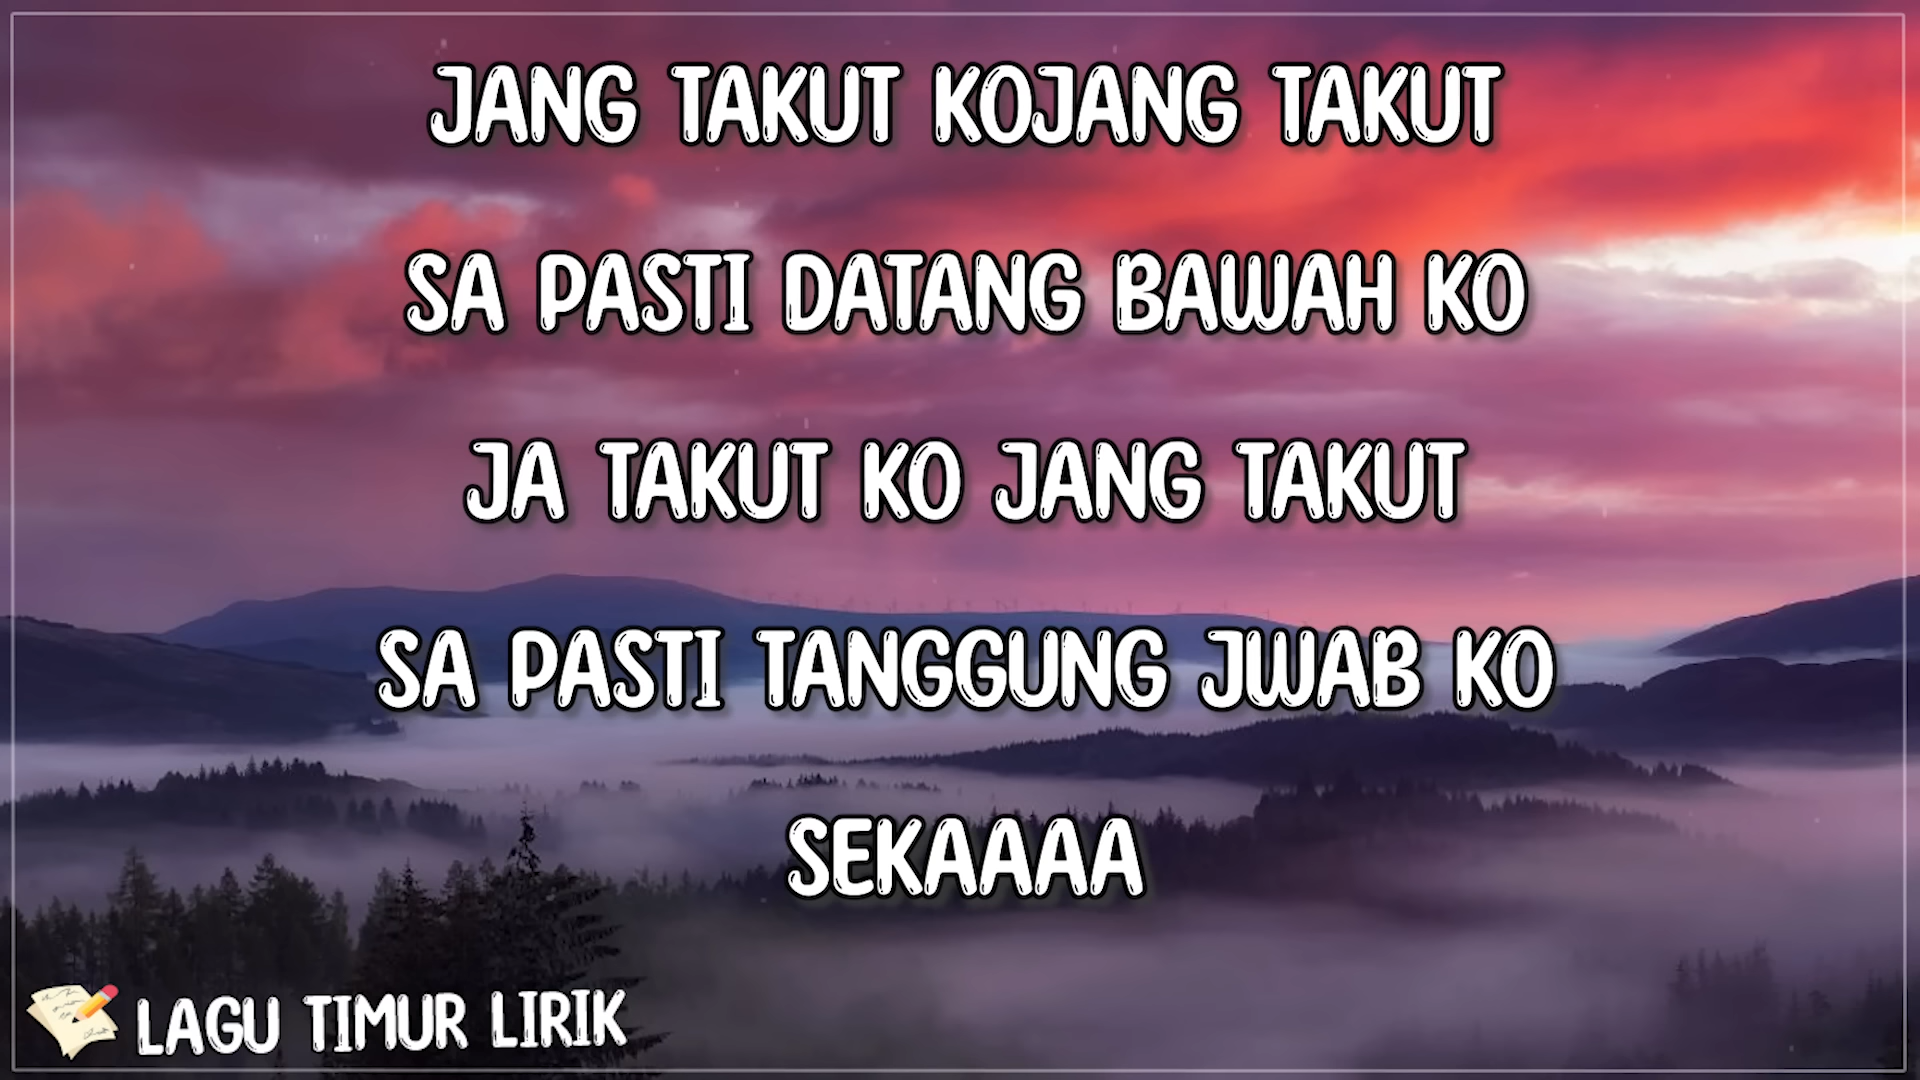 JANG TAKUT KOJANG TAKUT
SA PASTI DATANG BAWAH KO
JA TAKUT KO JANG TAKUT
SA PASTI TANGGUNG JWAB KO
SEKAAAA
LAGU TIMUR LIRIK